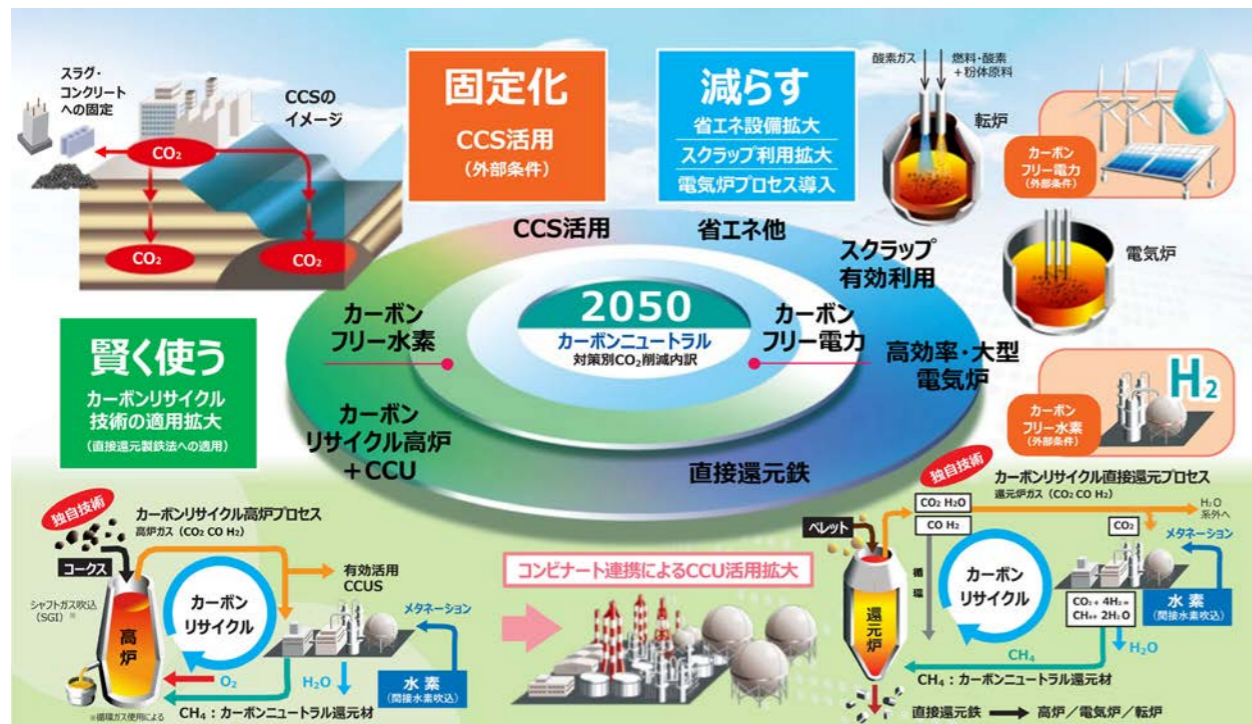 スラグ・
コンクリート
への固定
CCSの
イメージ
CO₂
CO₂
CO₂
固定化
CCS活用
(外部条件)
減らす
省エネ設備拡大
スクラップ利用拡大
電気炉プロセス導入
酸素ガス
燃料・酸素
＋粉体原料
転炉
カーボン
フリー電力
(外部条件)
電気炉
CCS活用
省エネ他
スクラップ
有効利用
カーボン
フリー水素
2050
カーボンニュートラル
対策別CO₂削減内訳
カーボン
フリー電力
高効率・大型
電気炉
カーボン
リサイクル高炉
＋CCU
直接還元鉄
賢く使う
カーボンリサイクル
技術の適用拡大
(直接還元製鉄法への適用)
H₂
カーボン
フリー水素
(外部条件)
独自技術
カーボンリサイクル高炉プロセス
高炉ガス（CO₂ CO H₂）
コークス
シャフトガス吹込
(SGI) ※
高炉
カーボン
リサイクル
有効活用
CCUS
メタネーション
O₂
H₂O
水素
(間接水素吹込)
※循環ガス使用による
CH₄：カーボンニュートラル還元材
コンビナート連携によるCCU活用拡大
独自技術
カーボンリサイクル直接還元プロセス
還元炉ガス（CO₂ CO H₂）
CO₂ H₂O
CO H₂
ペレット
循環
還元炉
カーボン
リサイクル
CO₂
H₂O
系外へ
メタネーション
水素
(間接水素吹込)
CO₂+ 4H₂ =
CH₄+ 2H₂O
H₂O
CH₄
CH₄：カーボンニュートラル還元材
直接還元鉄 → 高炉／電気炉／転炉